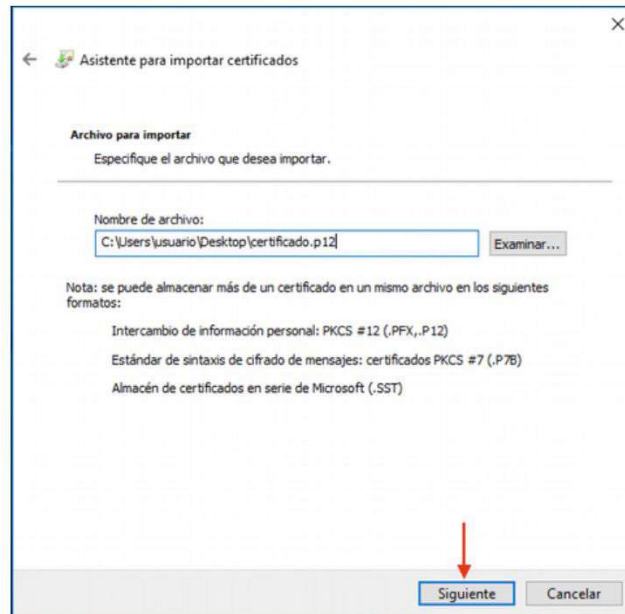 Asistente para importar certificados
Archivo para importar
Especifique el archivo que desea importar.
Nombre de archivo:
C:\Users\usuario\Desktop\certificado.p12
Examinar...
Nota: se puede almacenar más de un certificado en un mismo archivo en los siguientes
formatos:
Intercambio de información personal: PKCS #12 (.PFX,.P12)
Estándar de sintaxis de cifrado de mensajes: certificados PKCS #7 (.P7B)
Almacén de certificados en serie de Microsoft (.SST)
Siguiente
Cancelar